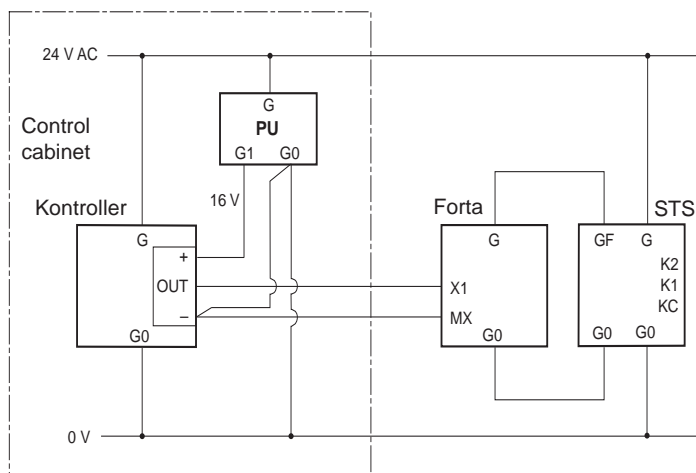 24 V AC
Control
cabinet
G
PU
G1 G0
16 V
Kontroller
Forta
STS
G
+
OUT
–
G0
G
X1
MX
G0
GF G
K2
K1
KC
G0 G0
0 V